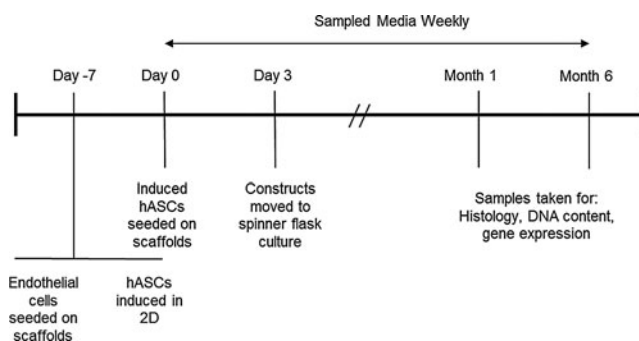 Sampled Media Weekly
Day -7
Day 0
Day 3
Month 1
Month 6
Induced
hASCs
seeded on
scaffolds
Constructs
moved to
spinner flask
culture
Samples taken for:
Histology, DNA content,
gene expression
Endothelial
cells
seeded on
scaffolds
hASCs
induced in
2D